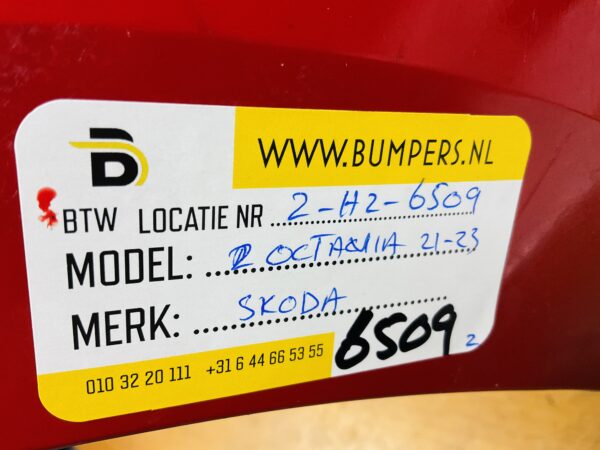 WWW.BUMPERS.NL
BTW LOCATIE NR 2-H2-6509
MODEL: OCTAVIA 21-23
MERK: SKODA
6509 2
010 32 20 111 +31 6 44 66 53 55